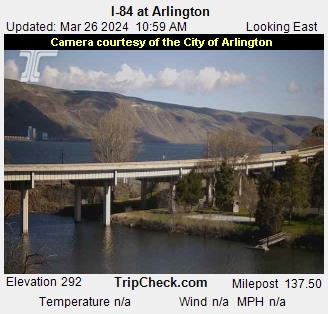 I-84 at Arlington
Updated: Mar 26 2024 10:59 AM Looking East
Camera courtesy of the City of Arlington
Elevation 292 TripCheck.com Milepost 137.50
Temperature n/a Wind n/a MPH n/a